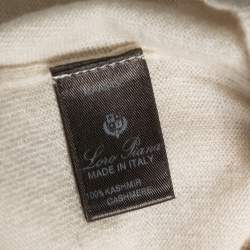 Loro Piana
MADE IN ITALY
100% KASHMIR
CASHMERE